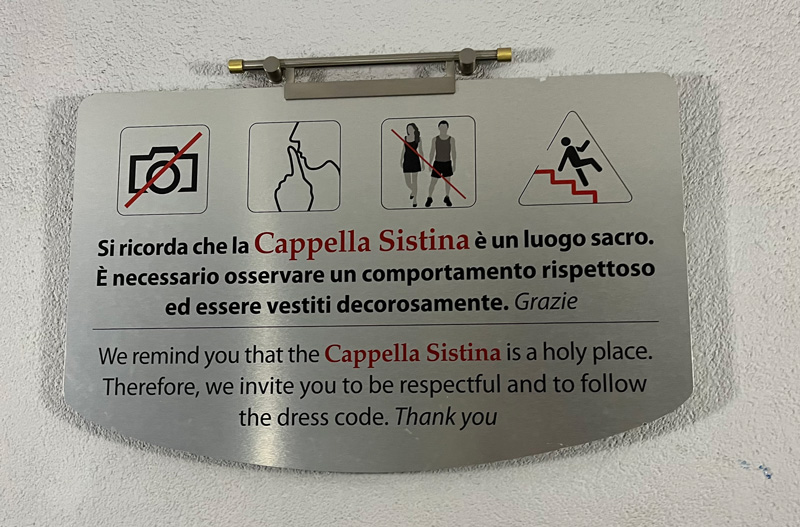 Si ricorda che la Cappella Sistina è un luogo sacro.
È necessario osservare un comportamento rispettoso
ed essere vestiti decorosamente. Grazie
We remind you that the Cappella Sistina is a holy place.
Therefore, we invite you to be respectful and to follow
the dress code. Thank you